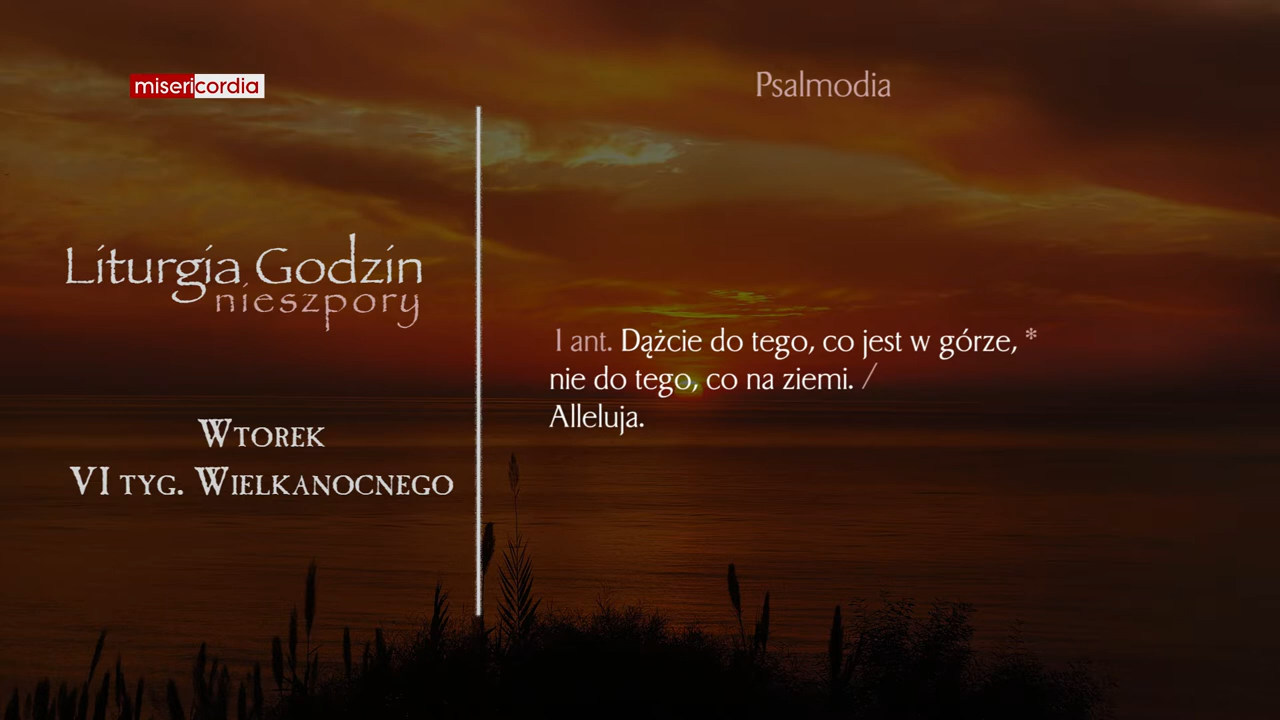 misericordia
Psalmodia
Liturgia Godzin
nieszpory
I ant. Dążcie do tego, co jest w górze, *
nie do tego, co na ziemi. /
Alleluja.
Wtorek
VI tyg. Wielkanocnego